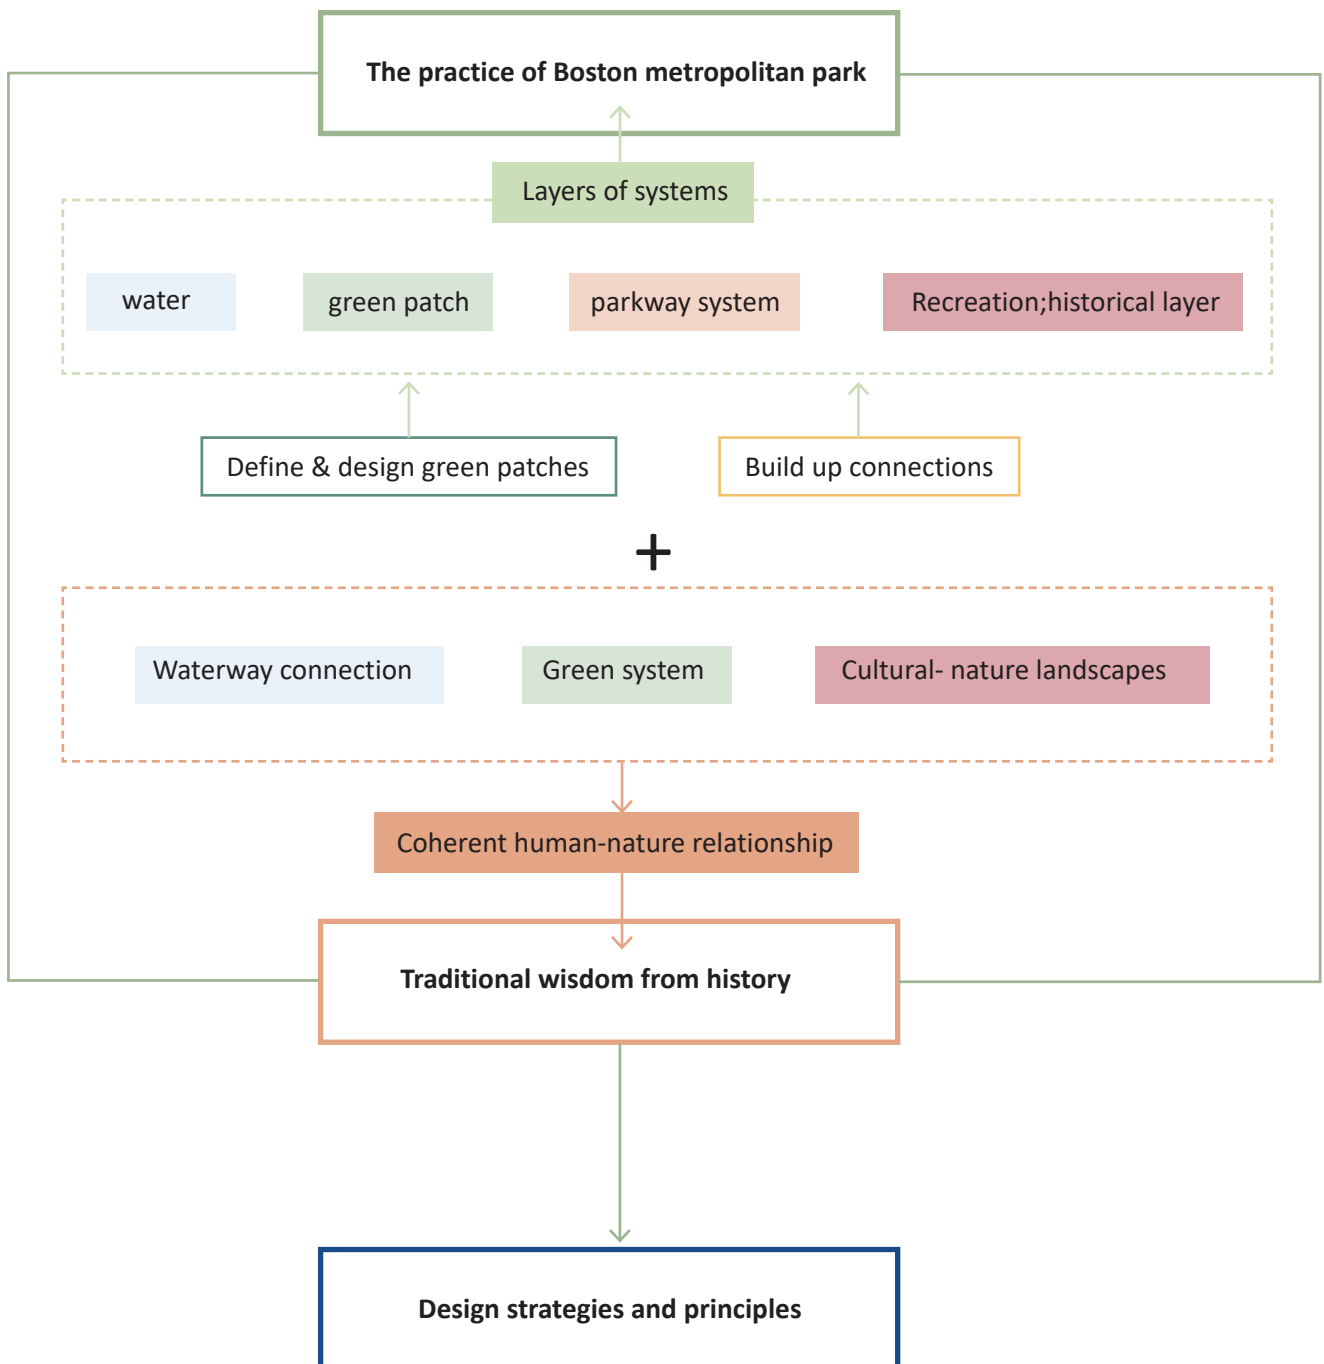 The practice of Boston metropolitan park
Layers of systems
water
green patch
parkway system
Recreation;historical layer
Define & design green patches
Build up connections
+
Waterway connection
Green system
Cultural- nature landscapes
Coherent human-nature relationship
Traditional wisdom from history
Design strategies and principles